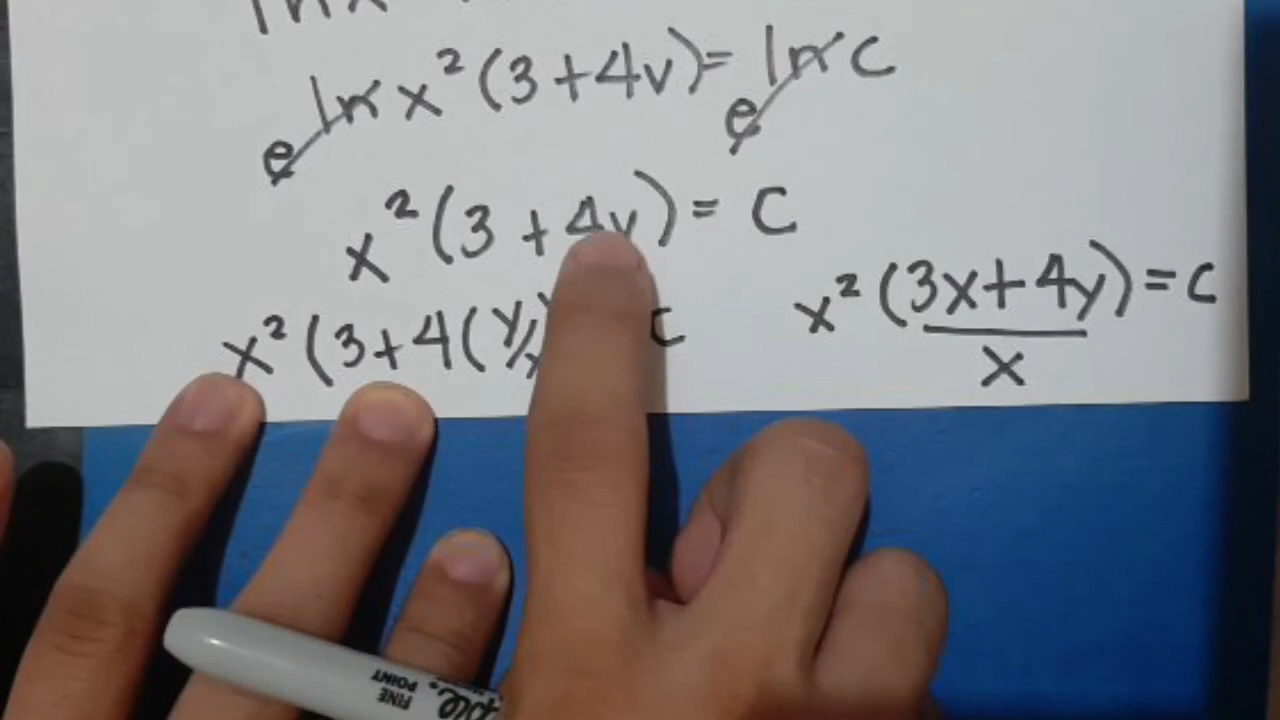 ln x² (3 + 4v) = ln c
e e
x² (3 + 4v) = C
x² (3 + 4 (y/x
c
x² (3x + 4y) = c
x
FINE
POINT